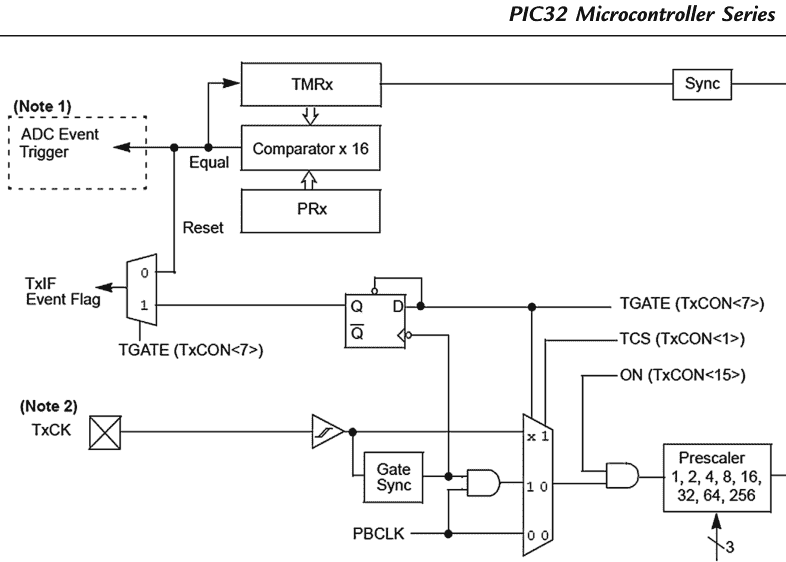 PIC32 Microcontroller Series
TMRx
Sync
(Note 1)
ADC Event
Trigger
Equal
Comparator x 16
PRx
Reset
0
TxIF
Event Flag
1
Q
D
Q
TGATE (TxCON<7>)
TGATE (TxCON<7>)
TCS (TxCON<1>)
ON (TxCON<15>)
(Note 2)
TxCK
x 1
Gate
Sync
1 0
Prescaler
1, 2, 4, 8, 16,
32, 64, 256
PBCLK
0 0
3